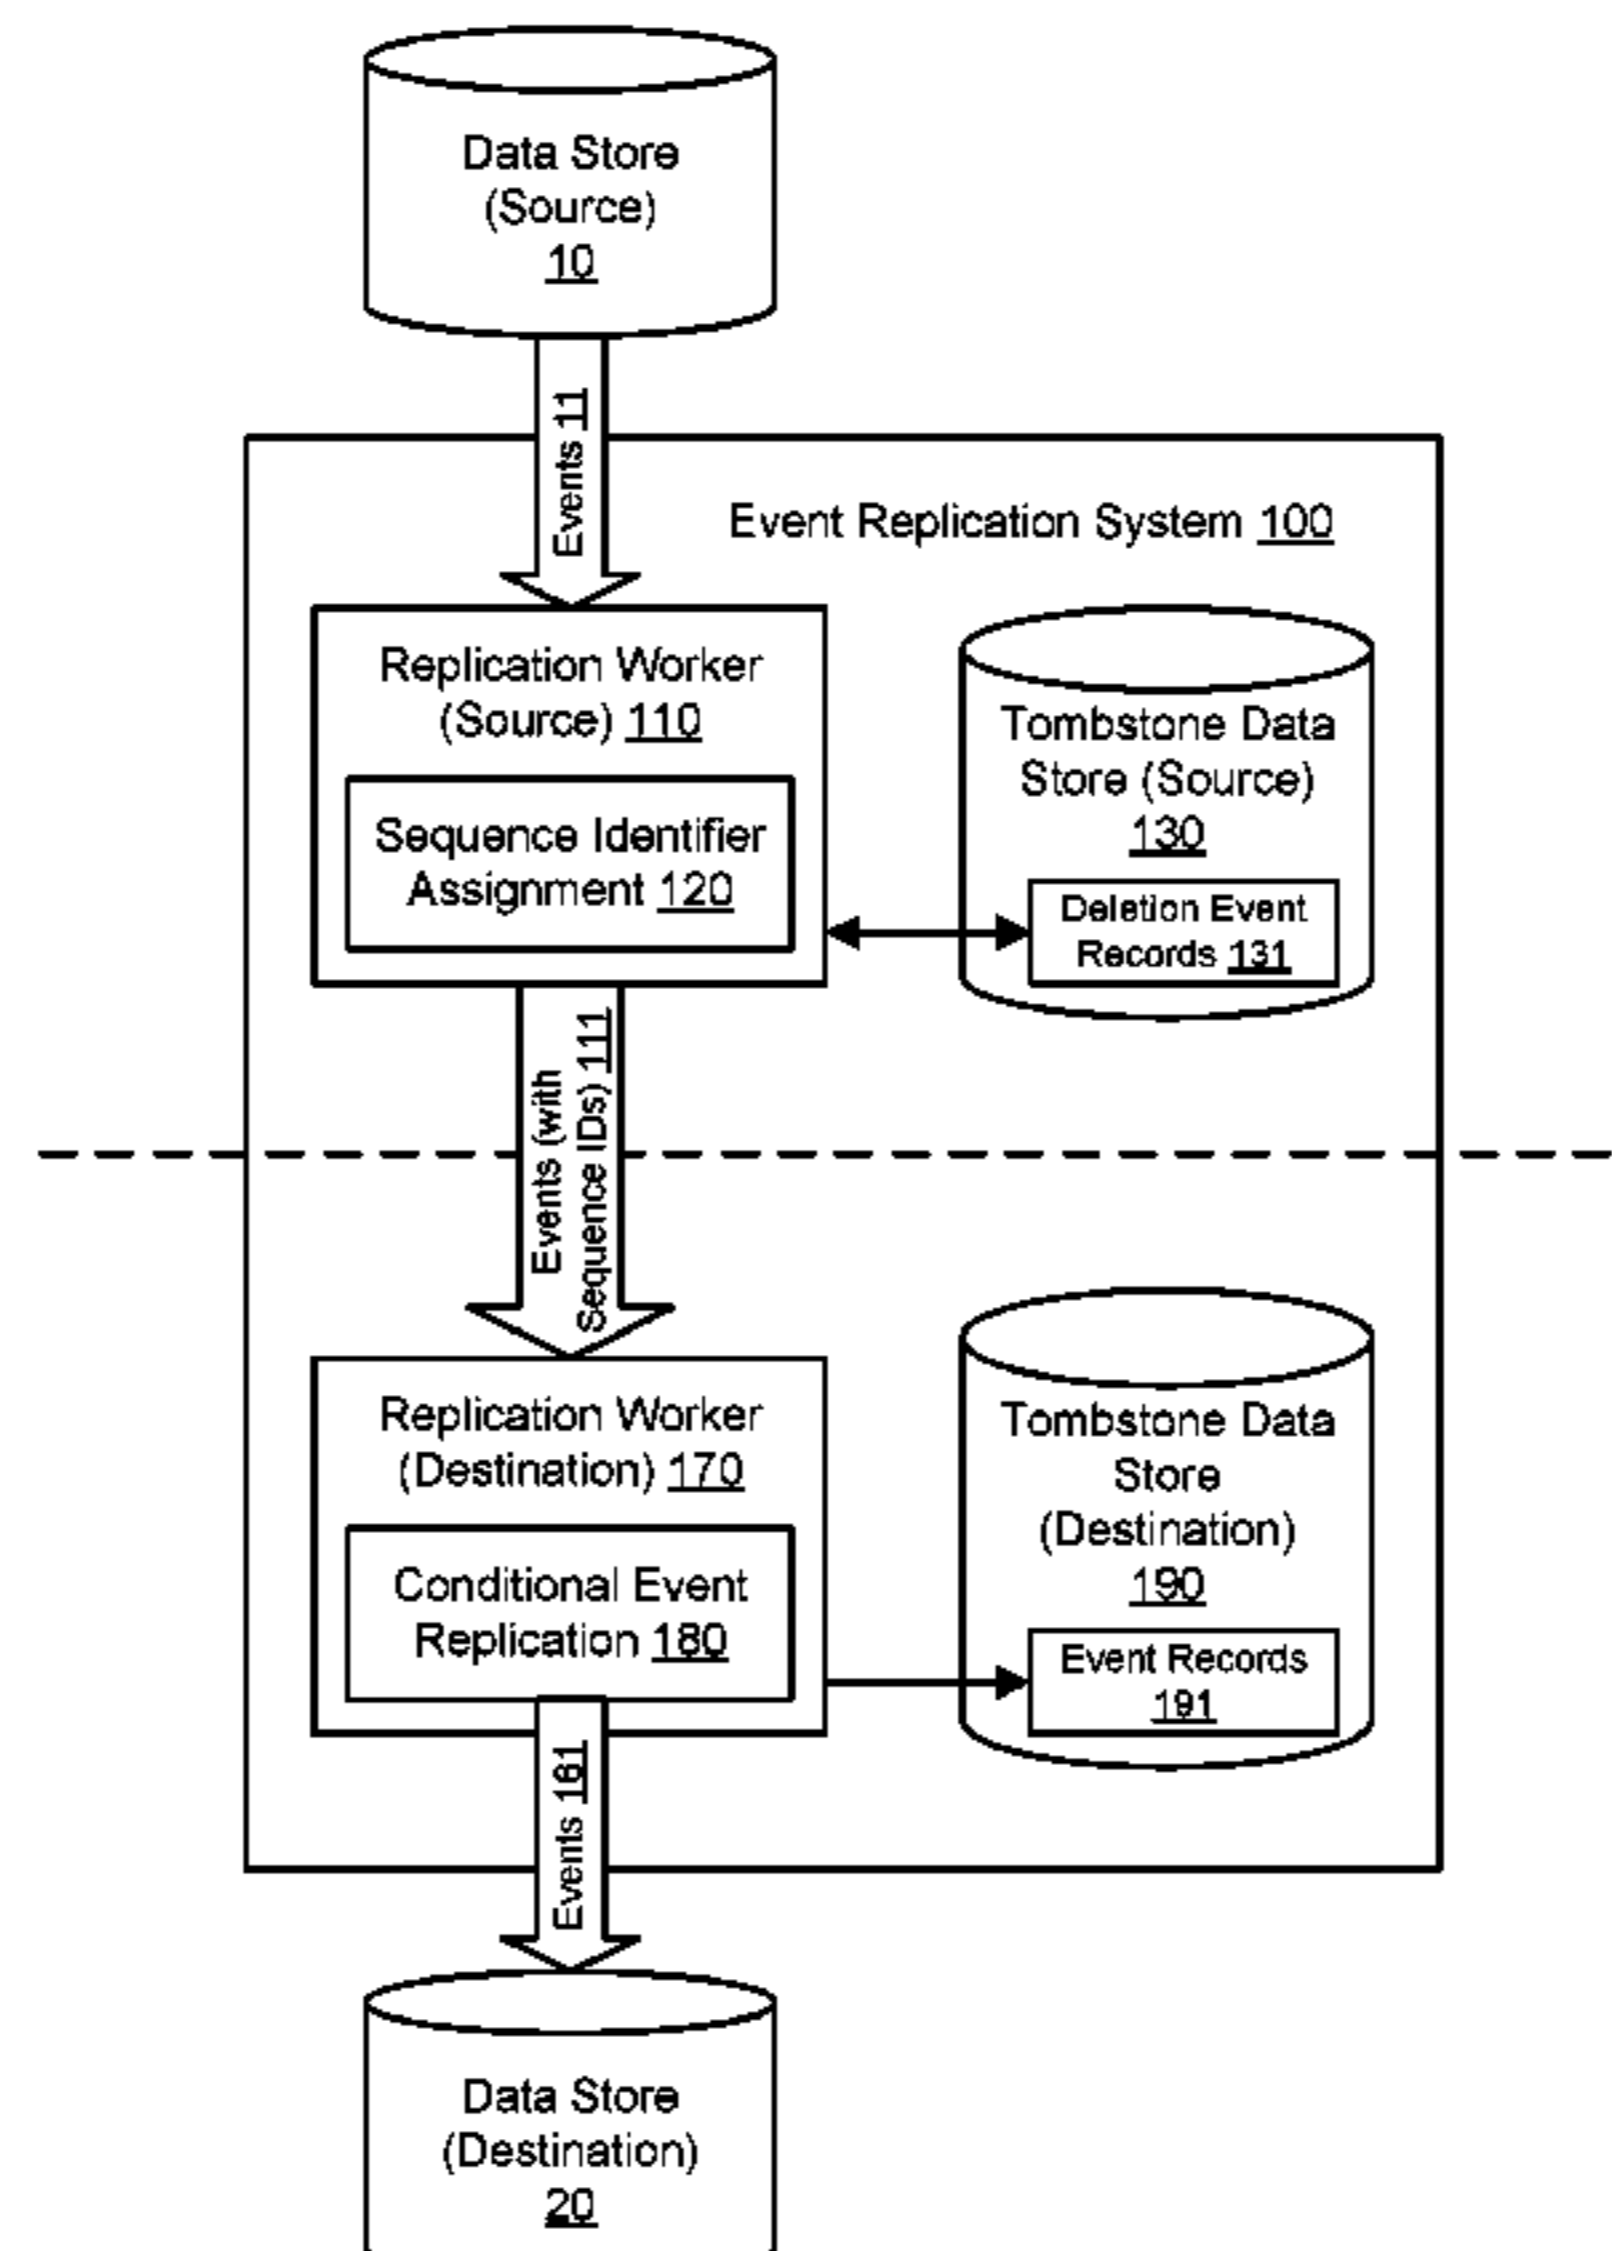 Data Store
(Source)
10
Events 11
Event Replication System 100
Replication Worker
(Source) 110
Sequence Identifier
Assignment 120
Tombstone Data
Store (Source)
130
Deletion Event
Records 131
Events (with
Sequence IDs) 111
Replication Worker
(Destination) 170
Conditional Event
Replication 180
Tombstone Data
Store
(Destination)
190
Event Records
191
Events 161
Data Store
(Destination)
20